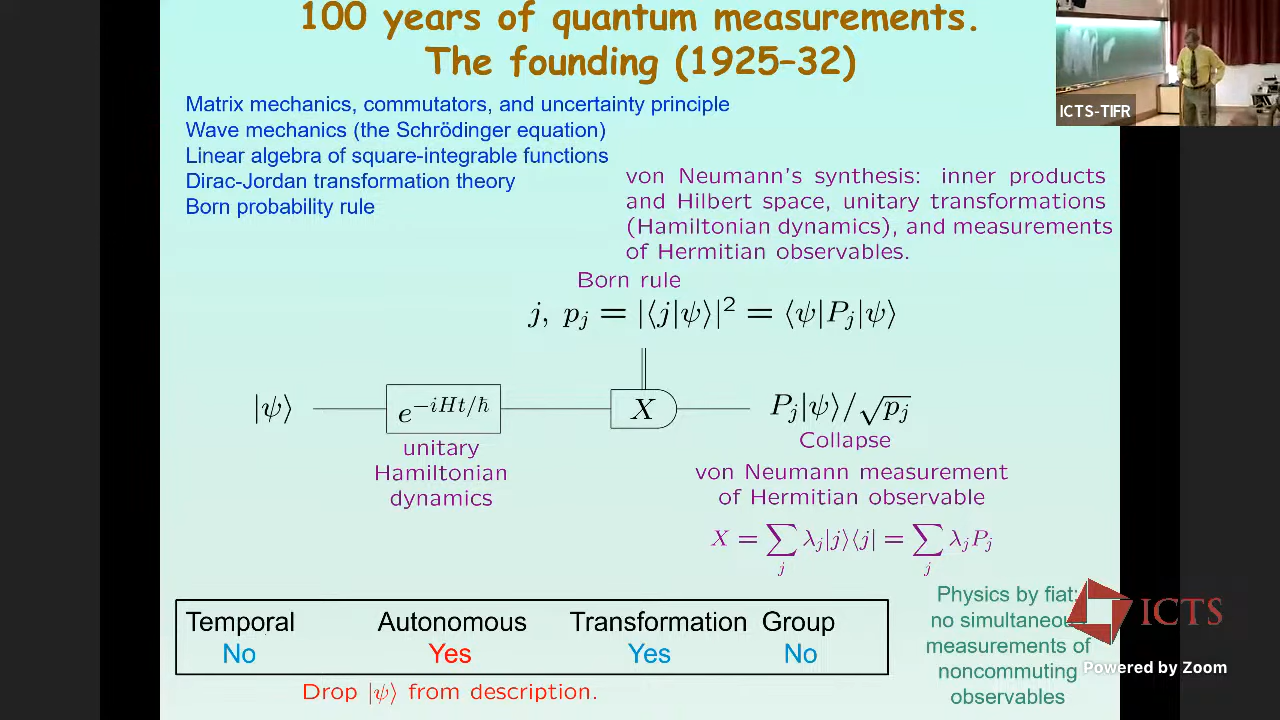 100 years of quantum measurements.
The founding (1925–32)
ICTS-TIFR
Matrix mechanics, commutators, and uncertainty principle
Wave mechanics (the Schrödinger equation)
Linear algebra of square-integrable functions
Dirac-Jordan transformation theory
Born probability rule
von Neumann's synthesis: inner products
and Hilbert space, unitary transformations
(Hamiltonian dynamics), and measurements
of Hermitian observables.
Born rule
j, p_j = |⟨j|ψ⟩|² = ⟨ψ|P_j|ψ⟩
|ψ⟩ e^{-iHt/ħ} X P_j|ψ⟩/√p_j
unitary
Hamiltonian
dynamics
Collapse
von Neumann measurement
of Hermitian observable
X = ∑_j λ_j|j⟩⟨j| = ∑_j λ_jP_j
Temporal Autonomous Transformation Group
No Yes Yes No
Drop |ψ⟩ from description.
Physics by fiat:
no simultaneous
measurements of
noncommuting
observables
ICTS
Powered by Zoom